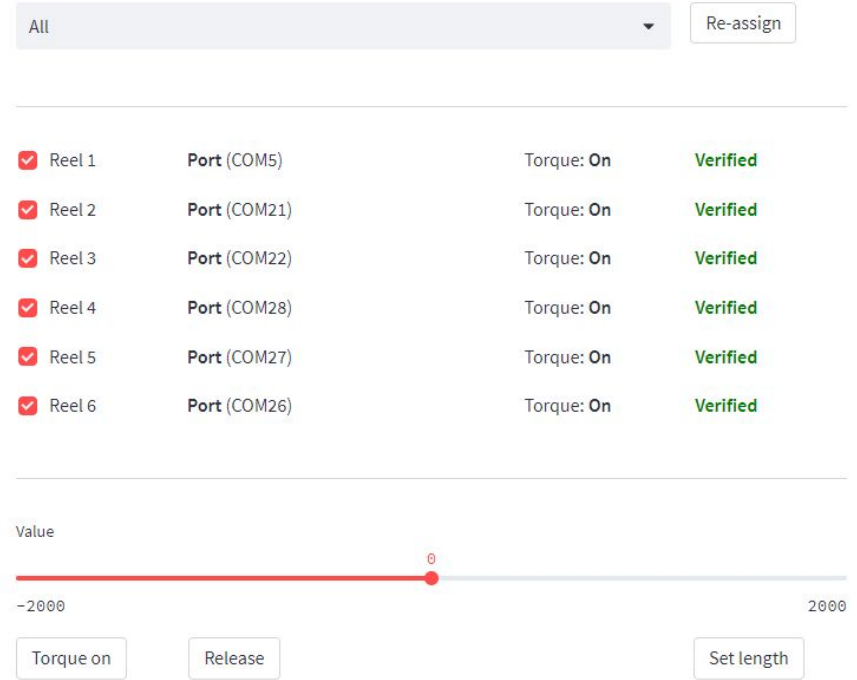 All Re-assign
Reel 1 Port (COM5) Torque: On Verified
Reel 2 Port (COM21) Torque: On Verified
Reel 3 Port (COM22) Torque: On Verified
Reel 4 Port (COM28) Torque: On Verified
Reel 5 Port (COM27) Torque: On Verified
Reel 6 Port (COM26) Torque: On Verified
Value
0
-2000 2000
Torque on Release Set length